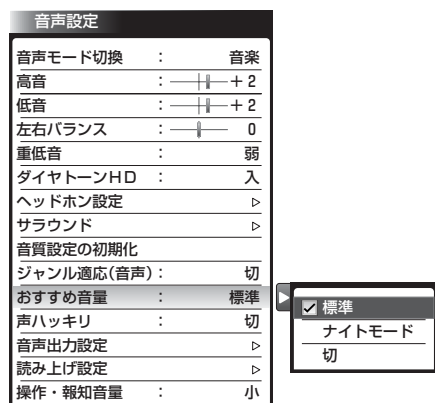 音声設定
音声モード切換 : 音楽
高音 : +2
低音 : +2
左右バランス : 0
重低音 : 弱
ダイヤトーンHD : 入
ヘッドホン設定 ▷
サラウンド ▷
音質設定の初期化
ジャンル適応(音声) : 切
おすすめ音量 : 標準
声ハッキリ : 切
音声出力設定 ▷
読み上げ設定 ▷
操作・報知音量 : 小
標準
ナイトモード
切